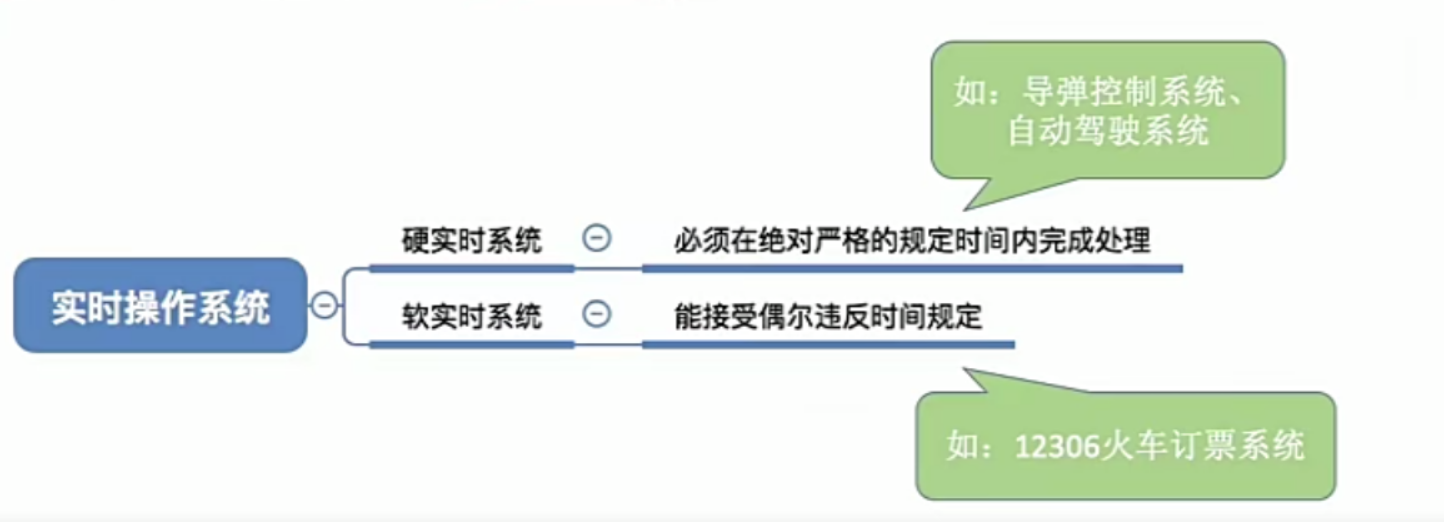 如：导弹控制系统、
自动驾驶系统
硬实时系统
必须在绝对严格的规定时间内完成处理
实时操作系统
软实时系统
能接受偶尔违反时间规定
如：12306火车订票系统